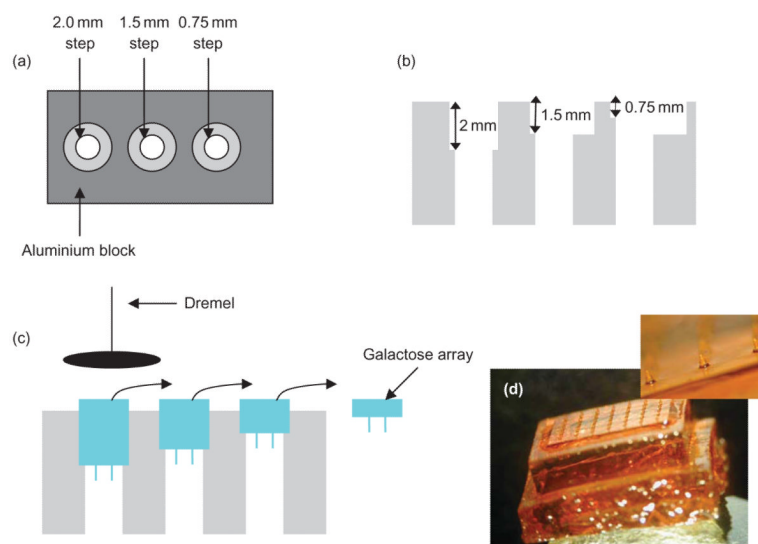 2.0 mm 1.5 mm 0.75 mm
step step step
(a)
Aluminium block
(b)
2 mm
1.5 mm
0.75 mm
Dremel
(c)
Galactose array
(d)